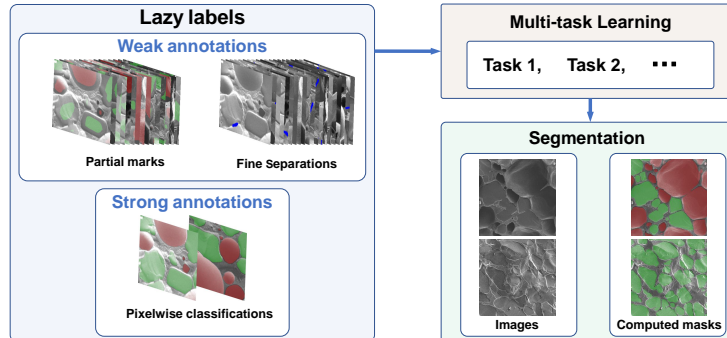 Lazy labels
Weak annotations
Partial marks
Fine Separations
Strong annotations
Pixelwise classifications
Multi-task Learning
Task 1, Task 2, ···
Segmentation
Images
Computed masks